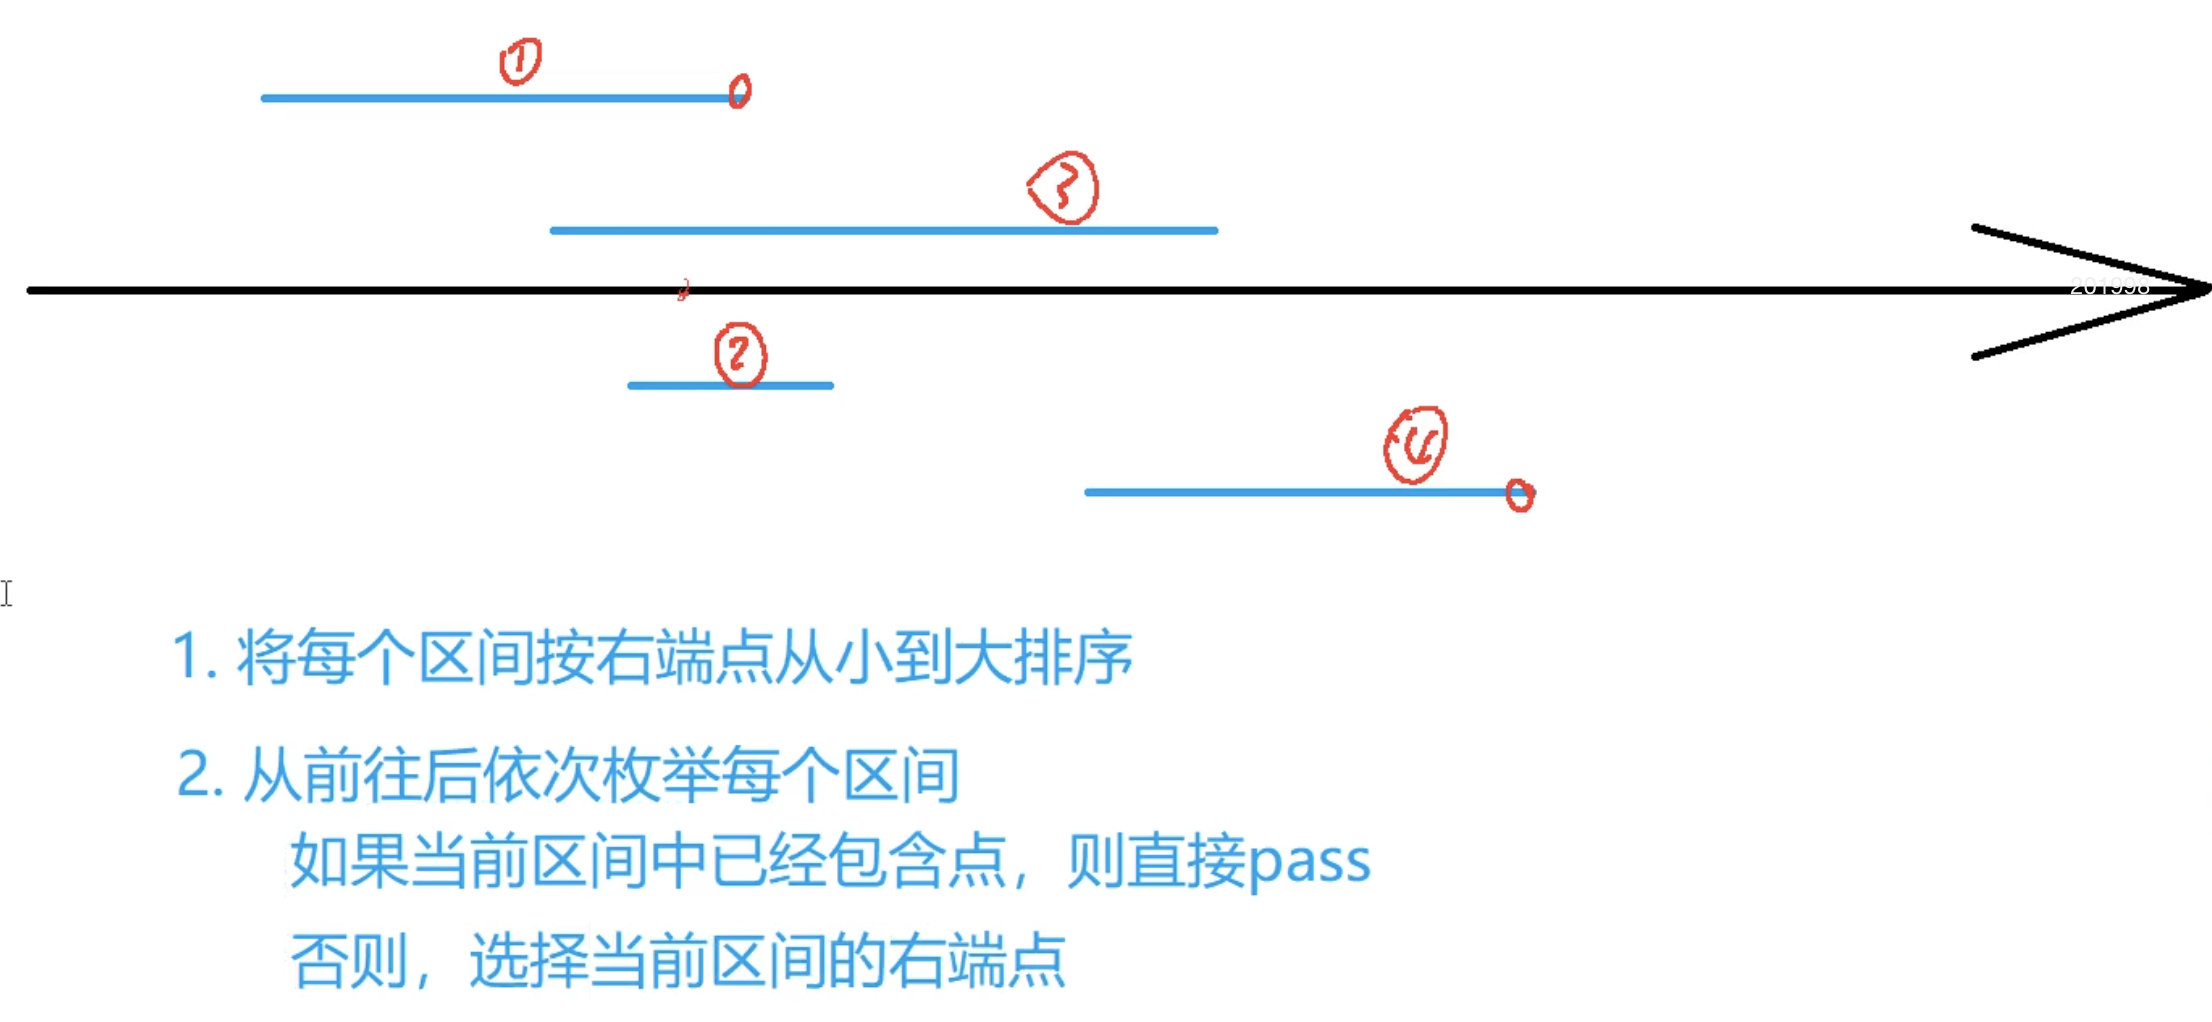 ①
③
201998
②
④
1. 将每个区间按右端点从小到大排序
2. 从前往后依次枚举每个区间
如果当前区间中已经包含点，则直接pass
否则，选择当前区间的右端点